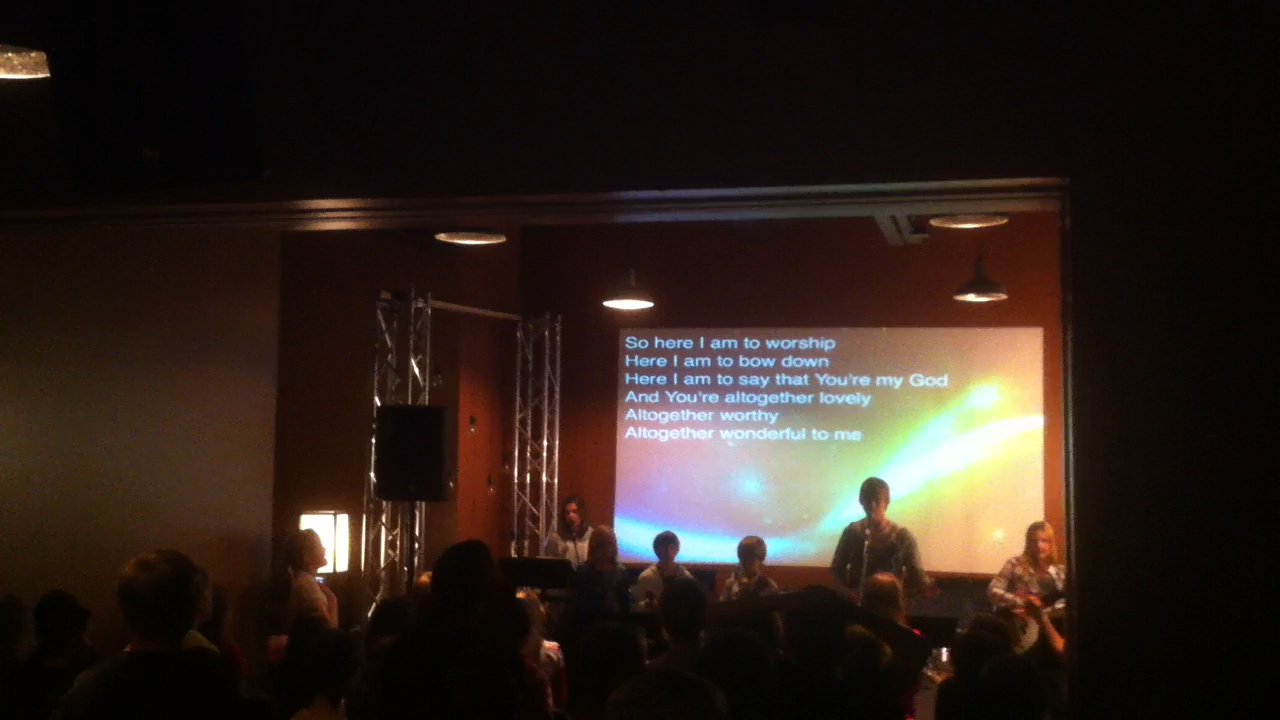 So here I am to worship
Here I am to bow down
Here I am to say that You're my God
And You're altogether lovely
Altogether worthy
Altogether wonderful to me